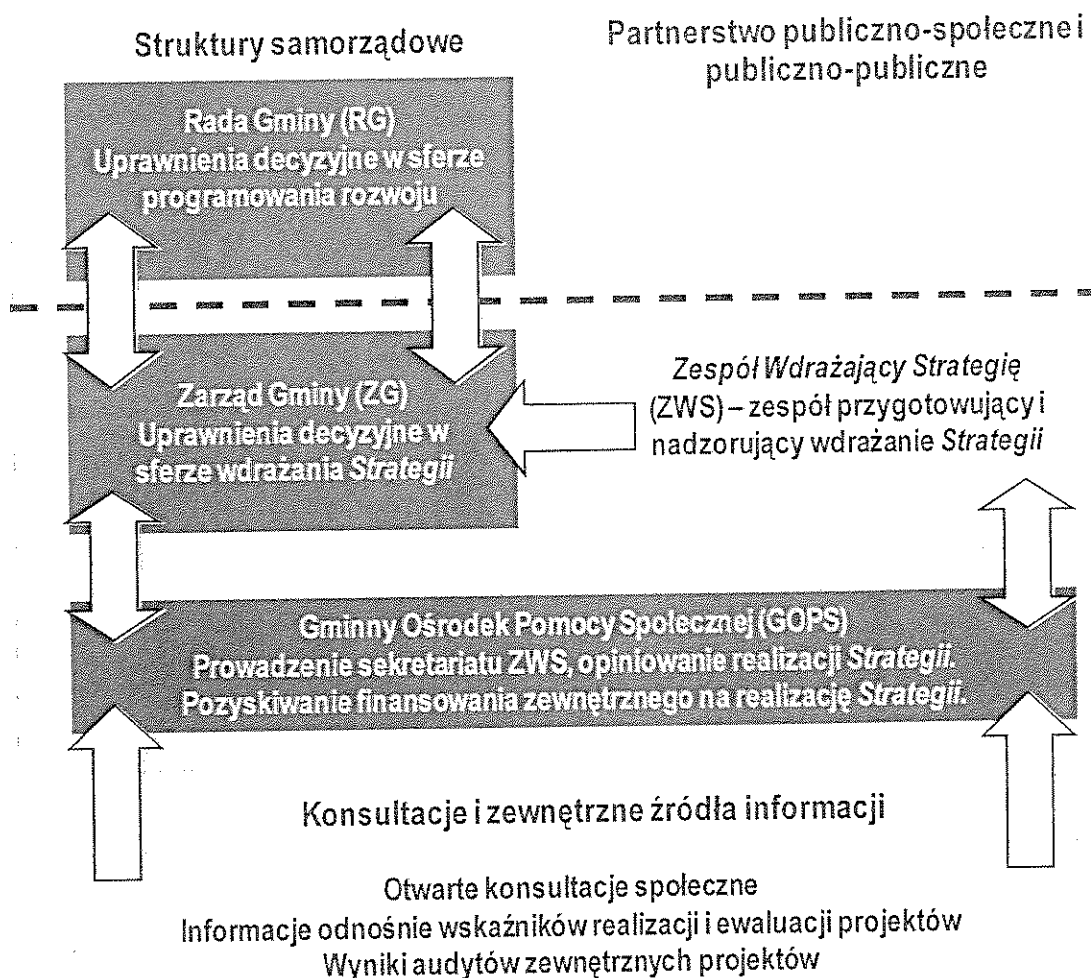 Struktury samorządowe
Partnerstwo publiczno-społeczne i
publiczno-publiczne
Rada Gminy (RG)
Uprawnienia decyzyjne w sferze
programowania rozwoju
Zarząd Gminy (ZG)
Uprawnienia decyzyjne w
sferze wdrażania Strategii
Zespół Wdrażający Strategię
(ZWS) – zespół przygotowujący i
nadzorujący wdrażanie Strategii
Gminny Ośrodek Pomocy Społecznej (GOPS)
Prowadzenie sekretariatu ZWS, opiniowanie realizacji Strategii.
Pozyskiwanie finansowania zewnętrznego na realizację Strategii.
Konsultacje i zewnętrzne źródła informacji
Otwarte konsultacje społeczne
Informacje odnośnie wskaźników realizacji i ewaluacji projektów
Wyniki audytów zewnętrznych projektów